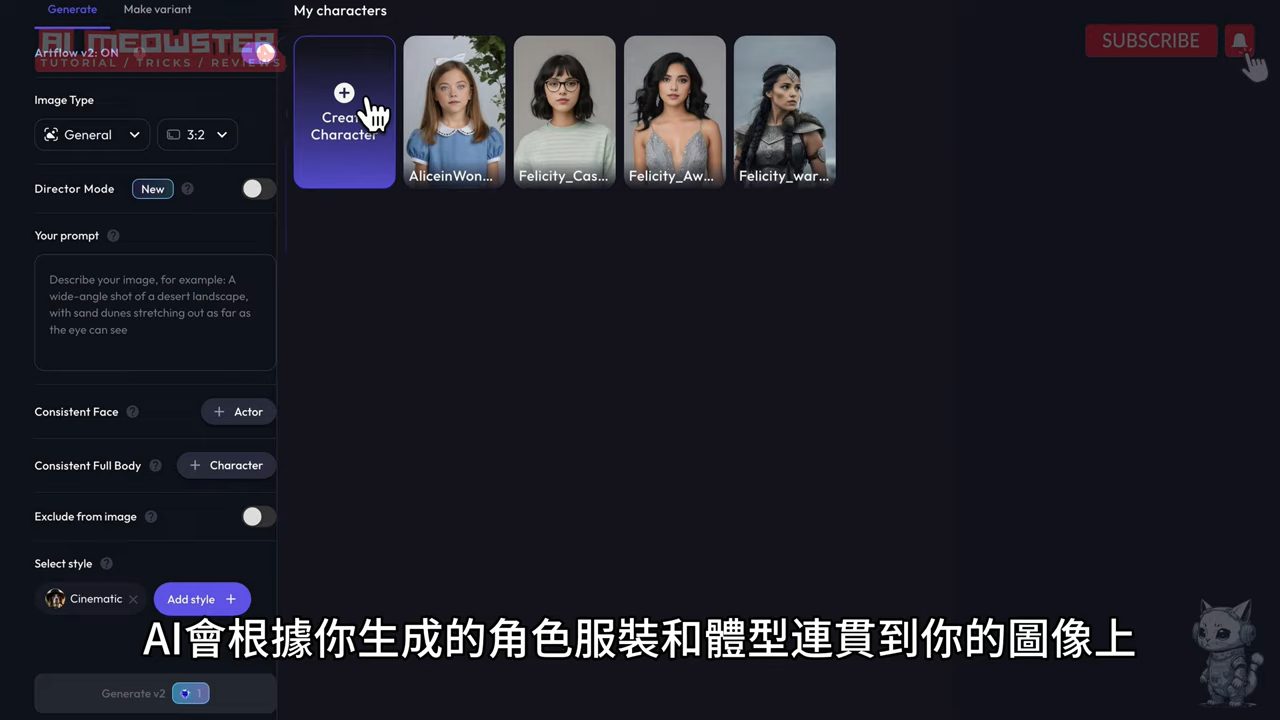 Generate
Make variant
My characters
AI MEOWSTER
Artflow v2: ON
TUTORIAL / TRICKS / REVIEWS
SUBSCRIBE
Image Type
General
3:2
Create
Character
AliceinWon...
Felicity_Cas...
Felicity_Aw...
Felicity_war...
Director Mode
New
Your prompt
Describe your image, for example: A
wide-angle shot of a desert landscape,
with sand dunes stretching out as far as
the eye can see
Consistent Face
Actor
Consistent Full Body
Character
Exclude from image
Select style
Cinematic
Add style
AI會根據你生成的角色服裝和體型連貫到你的圖像上
Generate v2
1